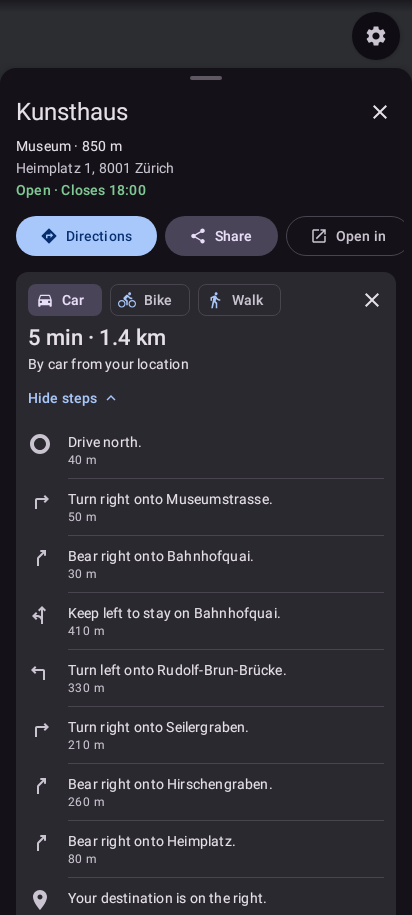 Kunsthaus
Museum · 850 m
Heimplatz 1, 8001 Zürich
Open · Closes 18:00
Directions
Share
Open in
Car
Bike
Walk
5 min · 1.4 km
By car from your location
Hide steps
Drive north.
40 m
Turn right onto Museumstrasse.
50 m
Bear right onto Bahnhofquai.
30 m
Keep left to stay on Bahnhofquai.
410 m
Turn left onto Rudolf-Brun-Brücke.
330 m
Turn right onto Seilergraben.
210 m
Bear right onto Hirschengraben.
260 m
Bear right onto Heimplatz.
80 m
Your destination is on the right.